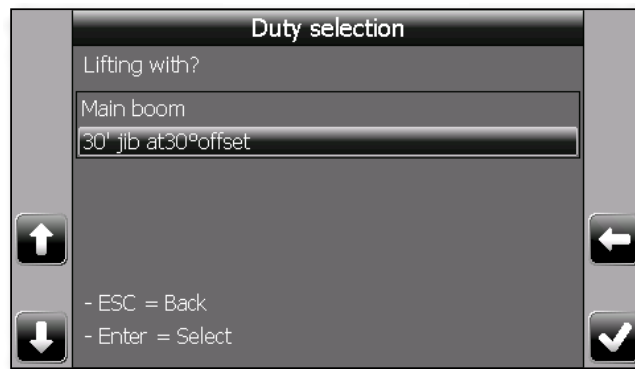 Duty selection
Lifting with?
Main boom
30' jib at30°offset
- ESC = Back
- Enter = Select